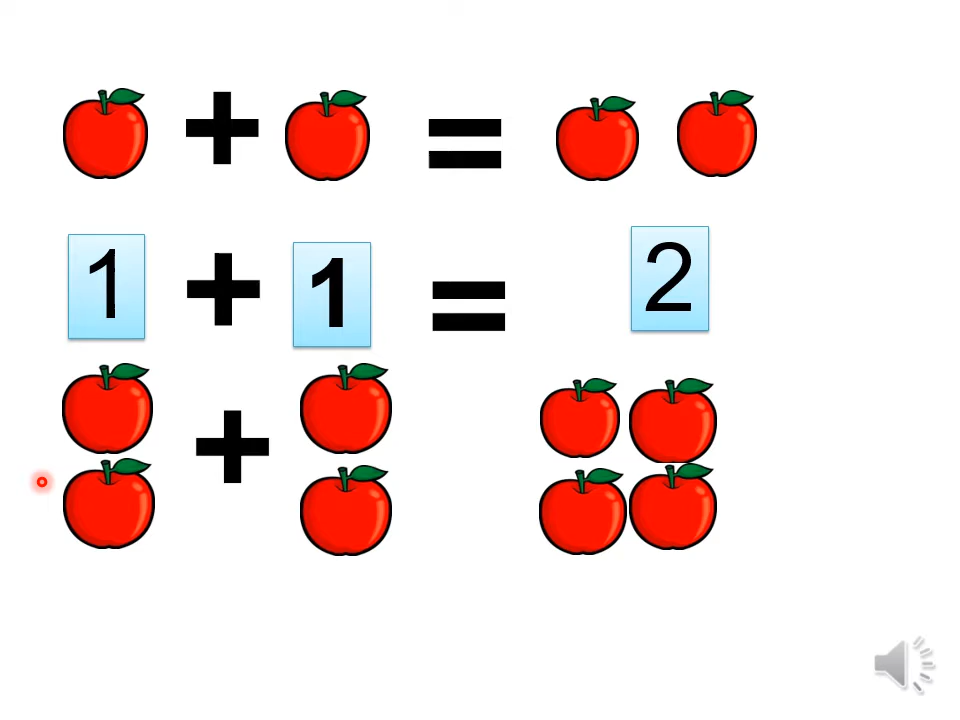 + =
1 + 1 = 2
+